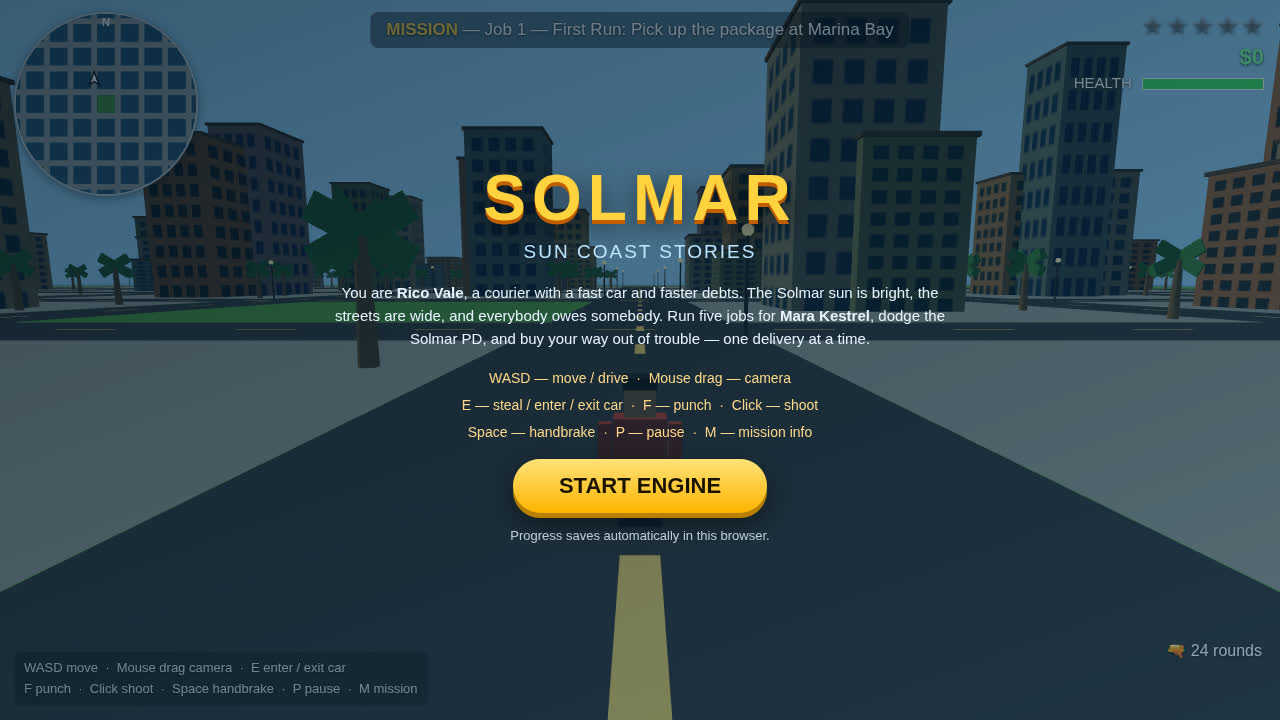 N
MISSION — Job 1 — First Run: Pick up the package at Marina Bay
★★★★★
$0
HEALTH
SOLMAR
SUN COAST STORIES
You are Rico Vale, a courier with a fast car and faster debts. The Solmar sun is bright, the
streets are wide, and everybody owes somebody. Run five jobs for Mara Kestrel, dodge the
Solmar PD, and buy your way out of trouble — one delivery at a time.
WASD — move / drive · Mouse drag — camera
E — steal / enter / exit car · F — punch · Click — shoot
Space — handbrake · P — pause · M — mission info
START ENGINE
Progress saves automatically in this browser.
24 rounds
WASD move · Mouse drag camera · E enter / exit car
F punch · Click shoot · Space handbrake · P pause · M mission